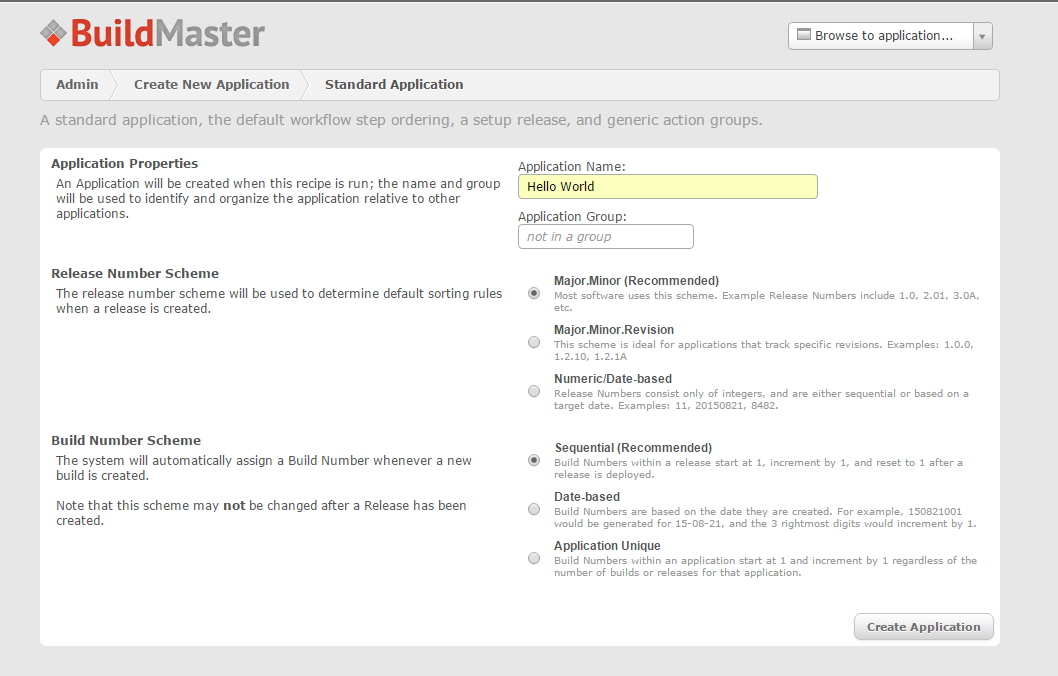 BuildMaster
Browse to application...
Admin
Create New Application
Standard Application
A standard application, the default workflow step ordering, a setup release, and generic action groups.
Application Properties
An Application will be created when this recipe is run; the name and group
will be used to identify and organize the application relative to other
applications.
Application Name:
Hello World
Application Group:
not in a group
Release Number Scheme
The release number scheme will be used to determine default sorting rules
when a release is created.
Major.Minor (Recommended)
Most software uses this scheme. Example Release Numbers include 1.0, 2.01, 3.0A,
etc.
Major.Minor.Revision
This scheme is ideal for applications that track specific revisions. Examples: 1.0.0,
1.2.10, 1.2.1A
Numeric/Date-based
Release Numbers consist only of integers, and are either sequential or based on a
target date. Examples: 11, 20150821, 8482.
Build Number Scheme
The system will automatically assign a Build Number whenever a new
build is created.
Note that this scheme may not be changed after a Release has been
created.
Sequential (Recommended)
Build Numbers within a release start at 1, increment by 1, and reset to 1 after a
release is deployed.
Date-based
Build Numbers are based on the date they are created. For example, 150821001
would be generated for 15-08-21, and the 3 rightmost digits would increment by 1.
Application Unique
Build Numbers within an application start at 1 and increment by 1 regardless of the
number of builds or releases for that application.
Create Application